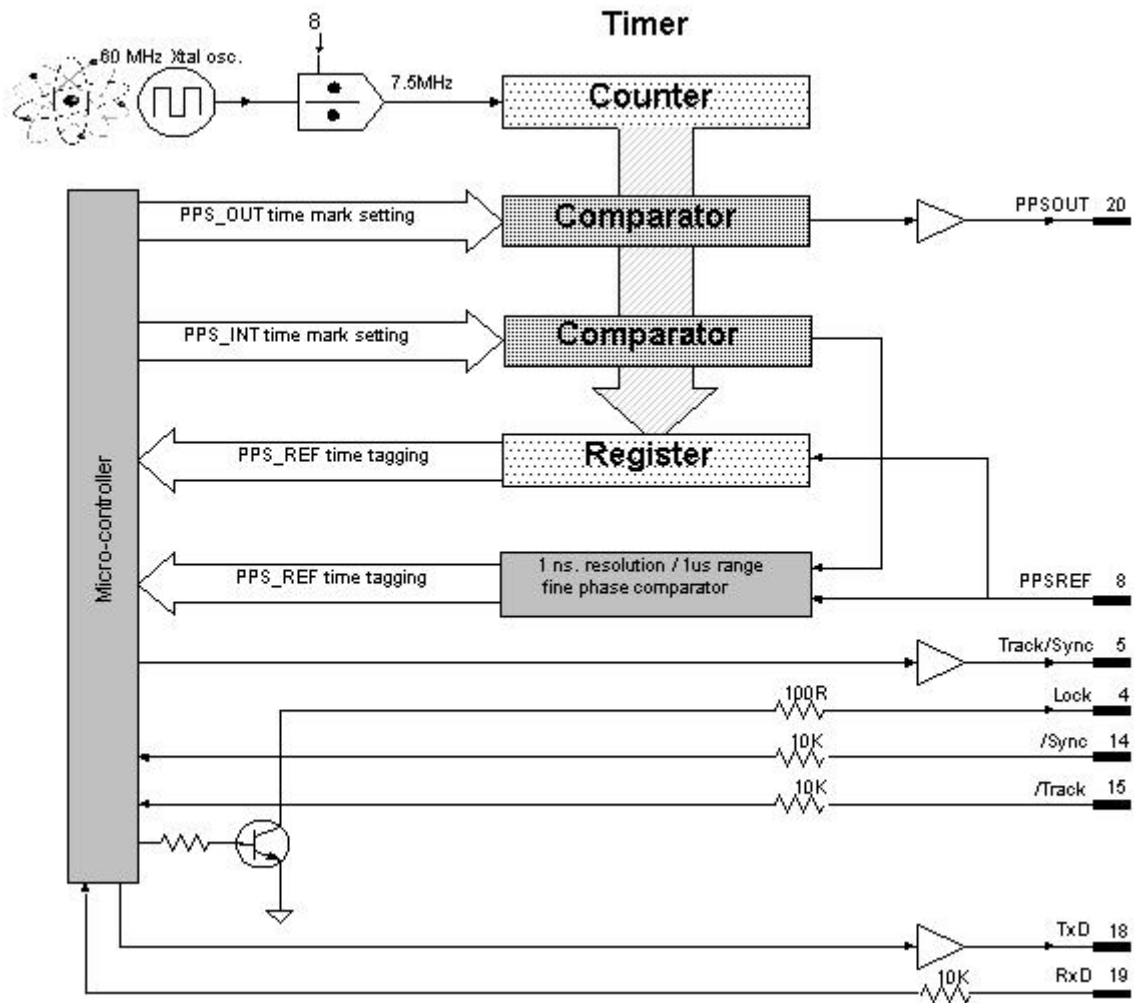 Timer
8
60 MHz Xtal osc.
7.5MHz
Counter
PPS_OUT time mark setting
Comparator
PPSOUT 20
PPS_INT time mark setting
Comparator
PPS_REF time tagging
Register
Micro-controller
PPS_REF time tagging
1 ns. resolution / 1us range
fine phase comparator
PPSREF 8
Track/Sync 5
100R
Lock 4
10K
/Sync 14
10K
/Track 15
TxD 18
10K
RxD 19